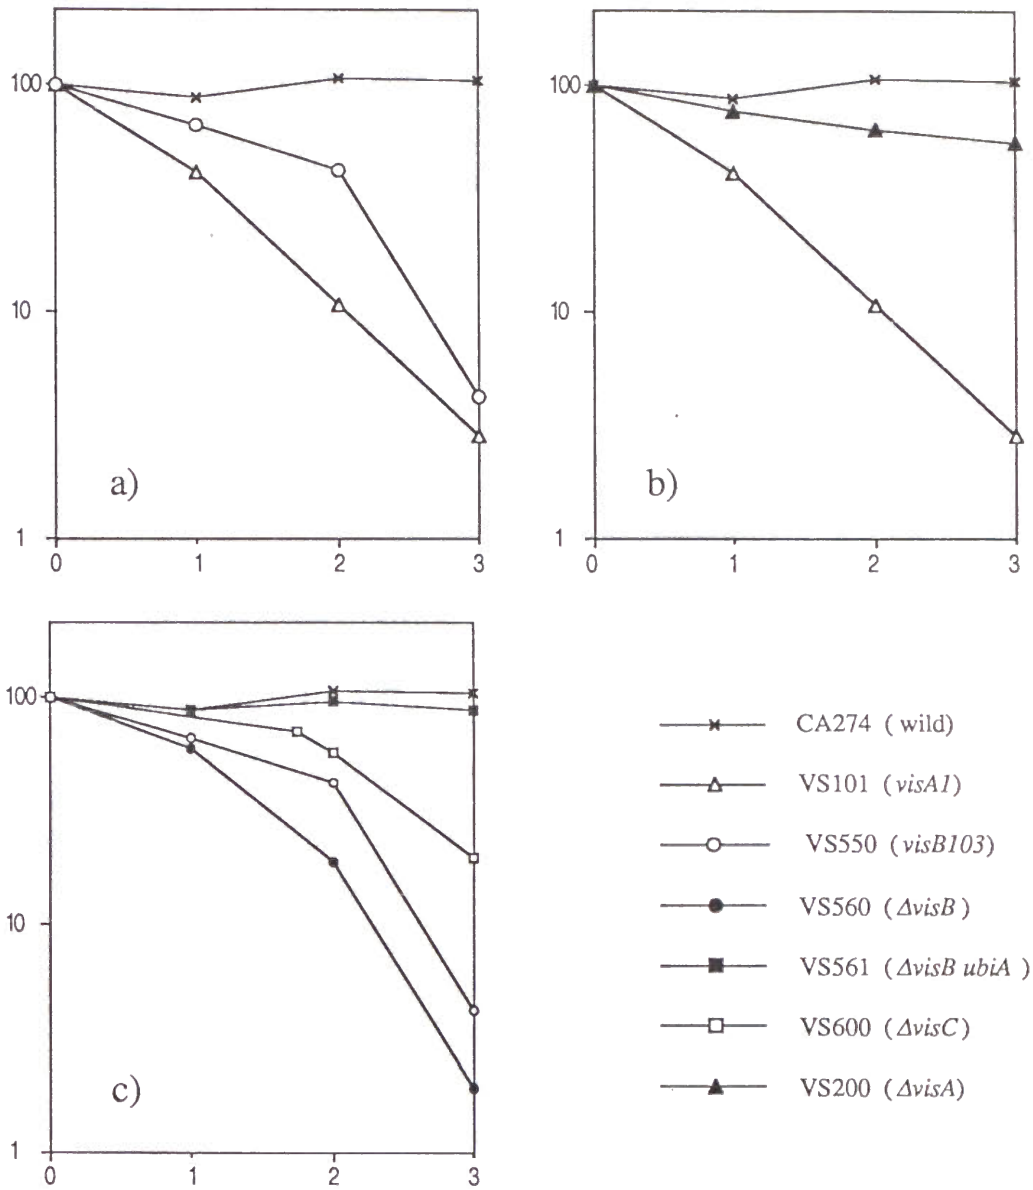 100
10
1
0 1 2 3
a)
100
10
1
0 1 2 3
b)
100
10
1
0 1 2 3
c)
CA274 ( wild)
VS101 (visA1)
VS550 (visB103)
VS560 (ΔvisB )
VS561 (ΔvisB ubiA )
VS600 (ΔvisC)
VS200 (ΔvisA)